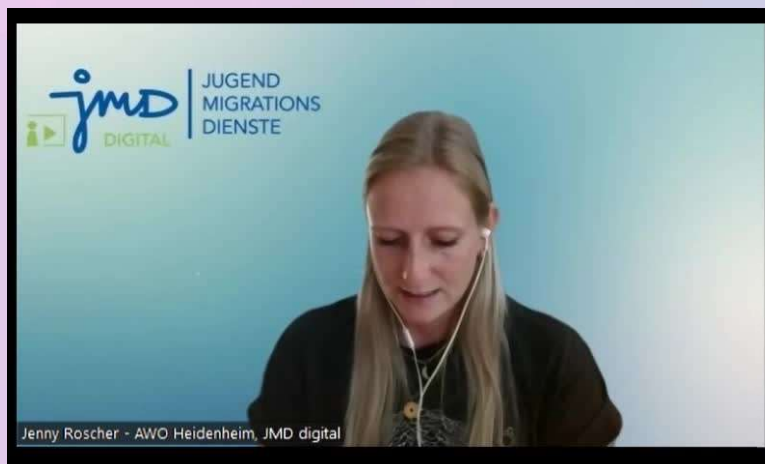 jmD
DIGITAL
JUGEND
MIGRATIONS
DIENSTE
Jenny Roscher - AWO Heidenheim, JMD digital